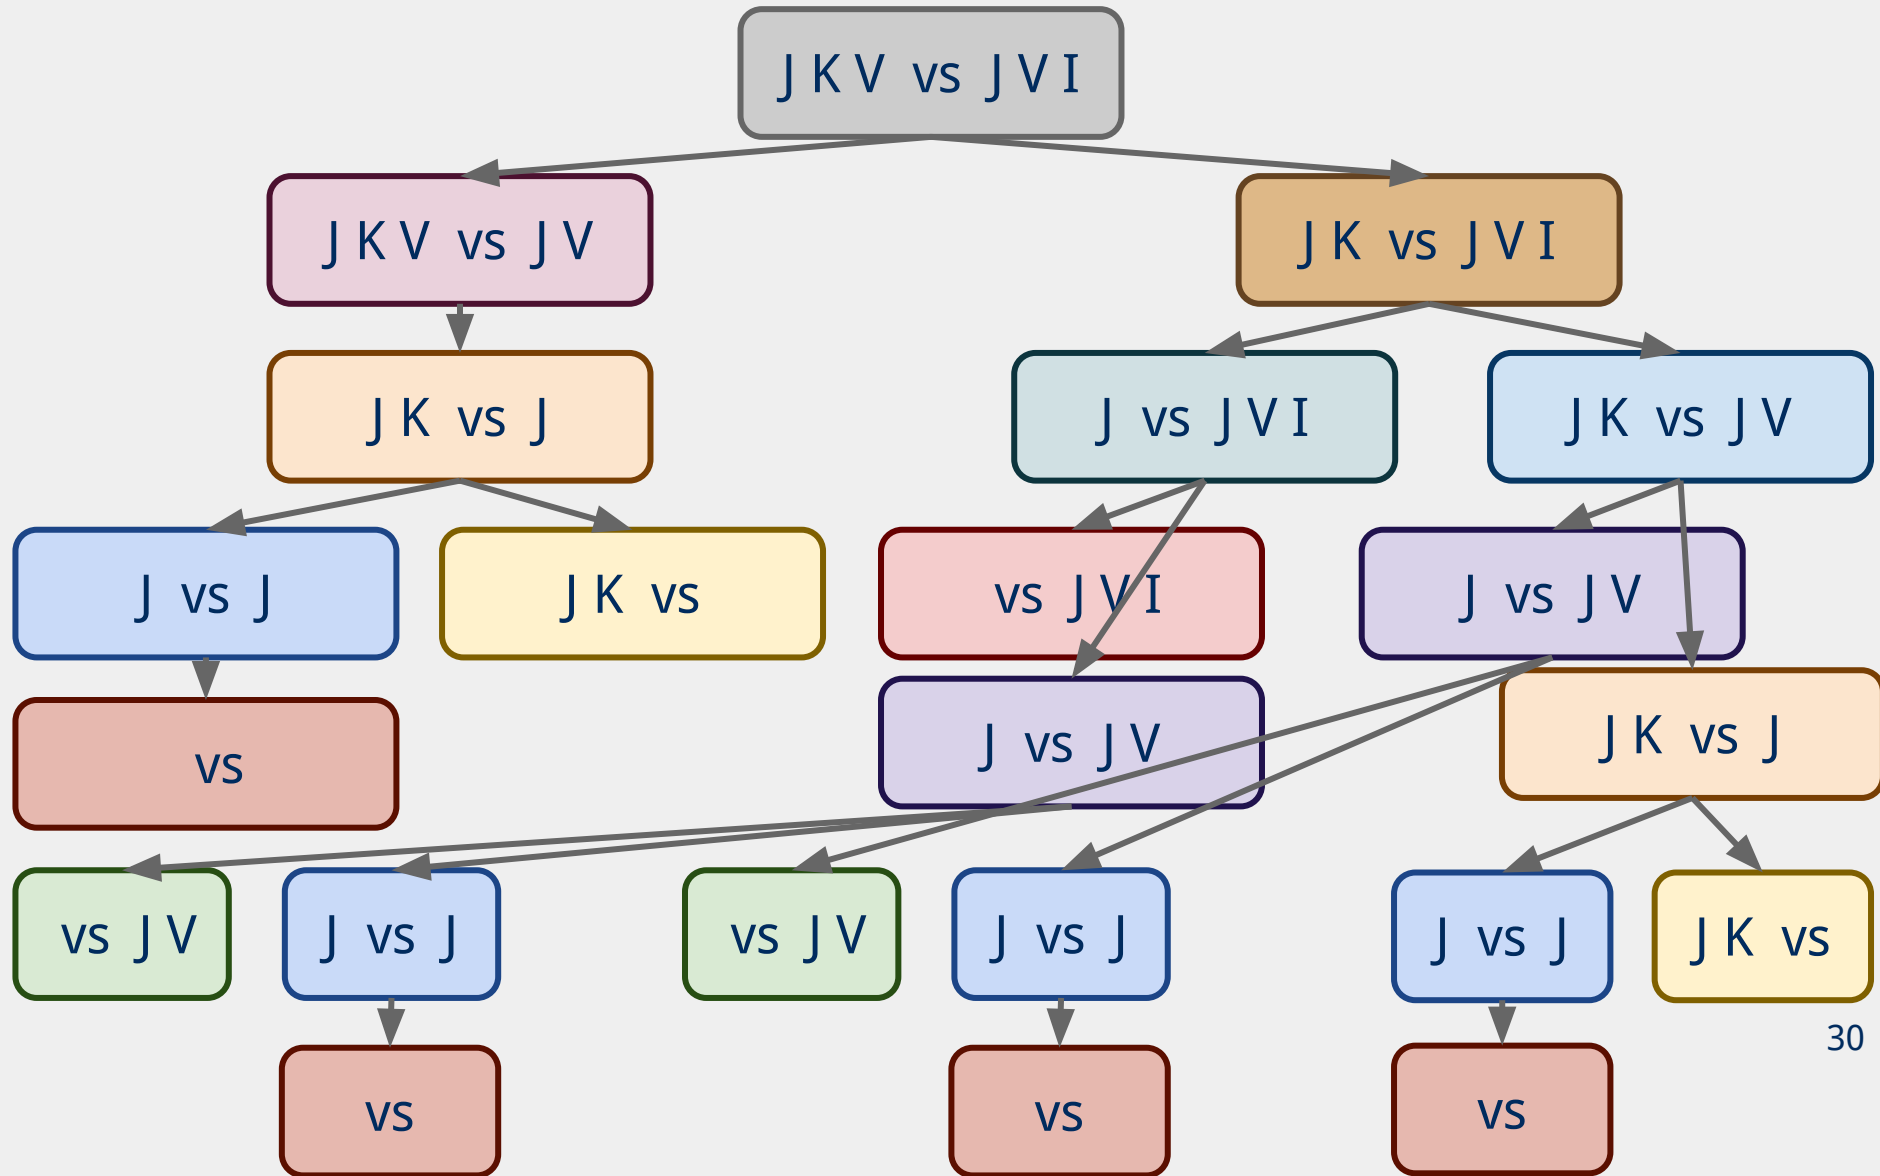 J K V vs J V I
J K V vs J V
J K vs J V I
J K vs J
J vs J V I
J K vs J V
J vs J
J K vs
vs J V I
J vs J V
vs
J vs J V
J K vs J
vs J V
J vs J
vs J V
J vs J
J vs J
J K vs
30
vs
vs
vs